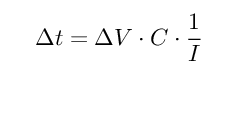 Δt = ΔV · C · 1/I